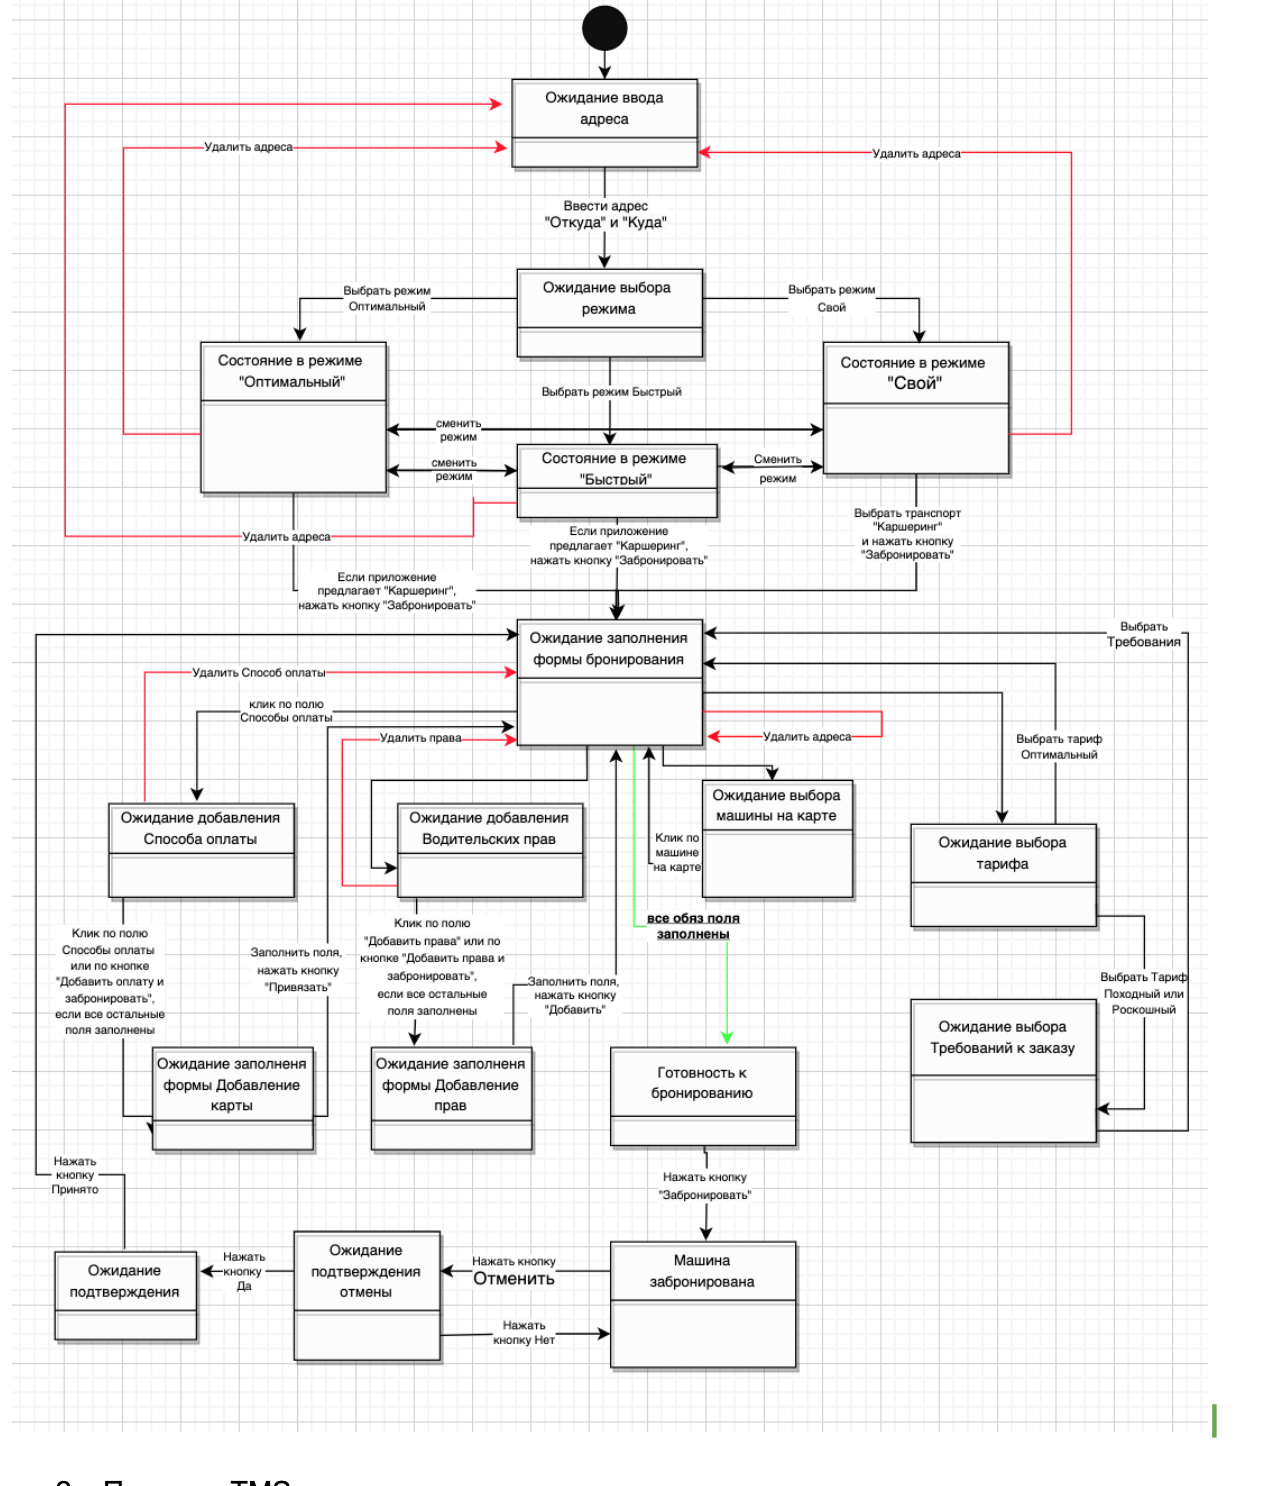 Ожидание ввода
адреса
Удалить адреса
Удалить адреса
Ввести адрес
"Откуда" и "Куда"
Ожидание выбора
режима
Выбрать режим
Оптимальный
Выбрать режим
Свой
Состояние в режиме
"Оптимальный"
Состояние в режиме
"Свой"
Выбрать режим Быстрый
сменить
режим
Состояние в режиме
"Быстрый"
сменить
режим
Сменить
режим
Удалить адреса
Если приложение
предлагает "Каршеринг",
нажать кнопку "Забронировать"
Выбрать транспорт
"Каршеринг"
и нажать кнопку
"Забронировать"
Если приложение
предлагает "Каршеринг",
нажать кнопку "Забронировать"
Ожидание заполнения
формы бронирования
Выбрать
Требования
Удалить Способ оплаты
клик по полю
Способы оплаты
Удалить права
Удалить адреса
Выбрать тариф
Оптимальный
Ожидание добавления
Способа оплаты
Ожидание добавления
Водительских прав
Ожидание выбора
машины на карте
Клик по
машине
на карте
Ожидание выбора
тарифа
Клик по полю
Способы оплаты
или по кнопке
"Добавить оплату и
забронировать",
если все остальные
поля заполнены
Заполнить поля,
нажать кнопку
"Привязать"
Клик по полю
"Добавить права" или по
кнопке "Добавить права и
забронировать",
если все остальные
поля заполнены
Заполнить поля,
нажать кнопку
"Добавить"
все обяз поля
заполнены
Выбрать Тариф
Походный или
Роскошный
Ожидание выбора
Требований к заказу
Ожидание заполненя
формы Добавление
карты
Ожидание заполненя
формы Добавление
прав
Готовность к
бронированию
Нажать
кнопку
Принято
Нажать кнопку
"Забронировать"
Ожидание
подтверждения
Нажать
кнопку
Да
Ожидание
подтверждения
отмены
Нажать кнопку
Отменить
Нажать
кнопку Нет
Машина
забронирована